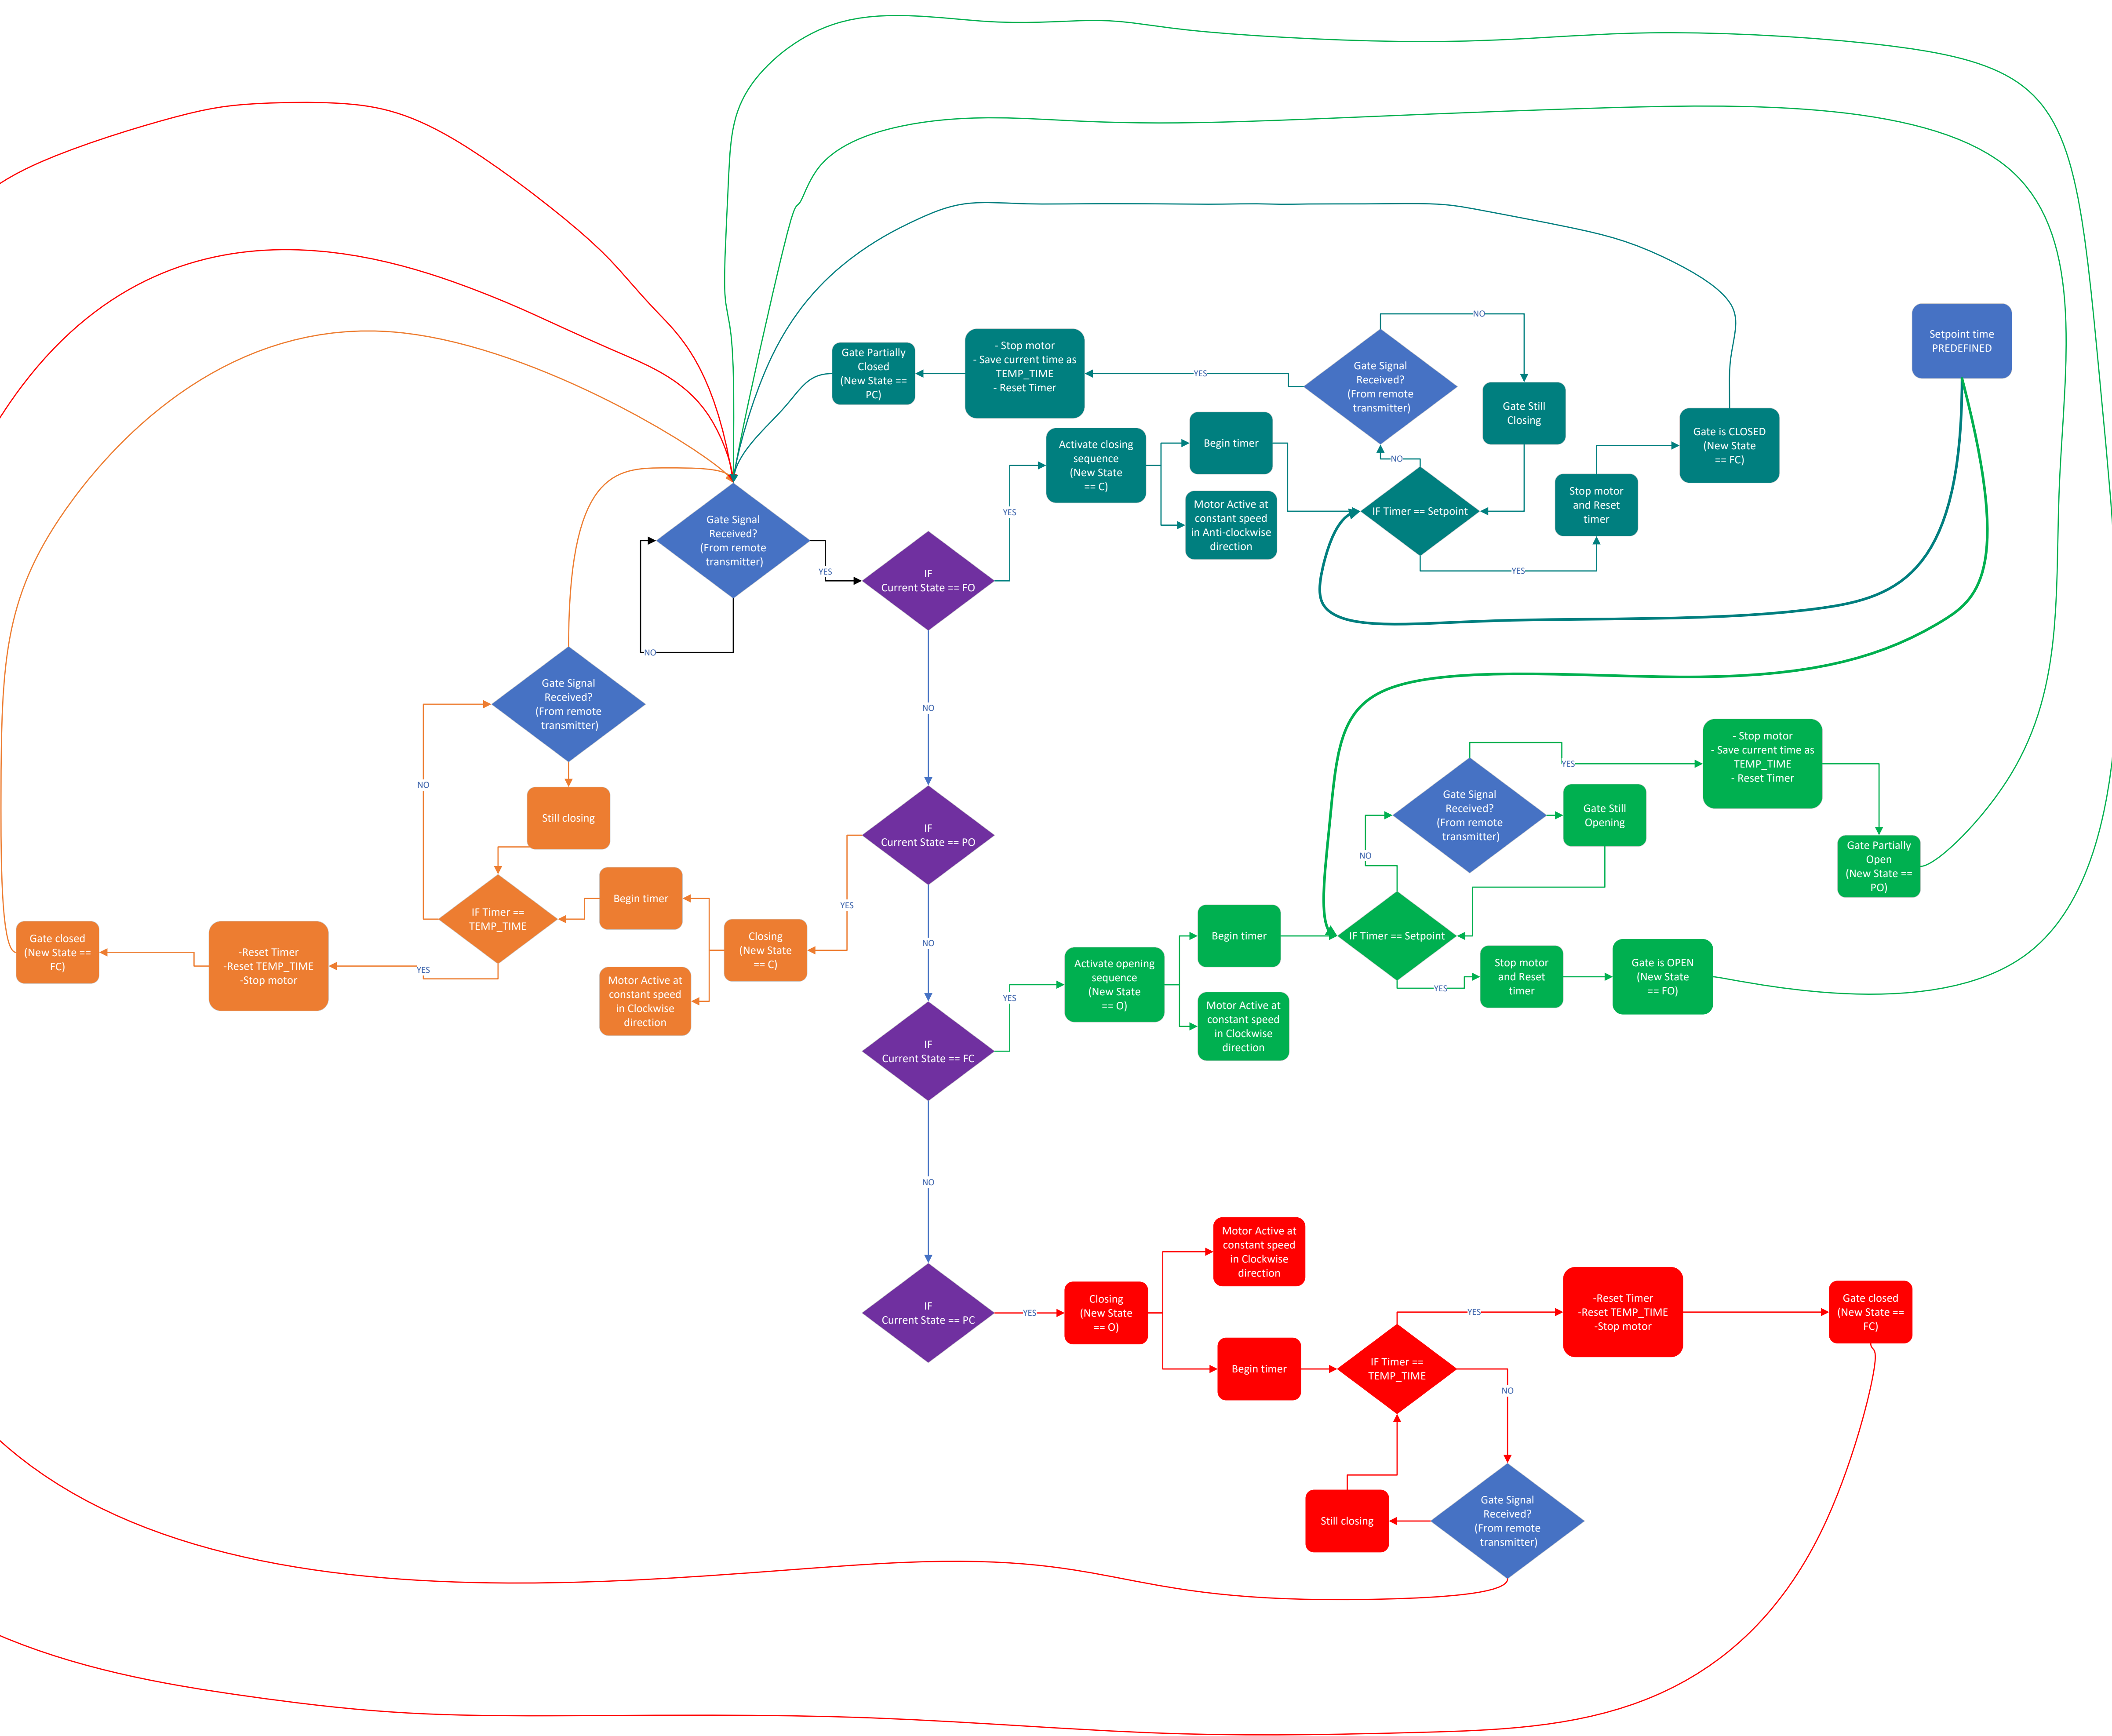 Gate Partially
Closed
(New State ==
PC)
- Stop motor
- Save current time as
TEMP_TIME
- Reset Timer
YES
Gate Signal
Received?
(From remote
transmitter)
NO
Gate Still
Closing
Setpoint time
PREDEFINED
Activate closing
sequence
(New State
== C)
Begin timer
Motor Active at
constant speed
in Anti-clockwise
direction
NO
IF Timer == Setpoint
YES
Stop motor
and Reset
timer
Gate is CLOSED
(New State
== FC)
Gate Signal
Received?
(From remote
transmitter)
NO
YES
IF
Current State == FO
YES
NO
Gate Signal
Received?
(From remote
transmitter)
NO
Still closing
IF Timer ==
TEMP_TIME
Begin timer
Motor Active at
constant speed
in Clockwise
direction
Closing
(New State
== C)
YES
YES
-Reset Timer
-Reset TEMP_TIME
-Stop motor
Gate closed
(New State ==
FC)
IF
Current State == PO
NO
Gate Signal
Received?
(From remote
transmitter)
YES
- Stop motor
- Save current time as
TEMP_TIME
- Reset Timer
Gate Still
Opening
Gate Partially
Open
(New State ==
PO)
NO
IF Timer == Setpoint
Begin timer
Activate opening
sequence
(New State
== O)
Motor Active at
constant speed
in Clockwise
direction
YES
Stop motor
and Reset
timer
Gate is OPEN
(New State
== FO)
YES
IF
Current State == FC
NO
IF
Current State == PC
YES
Closing
(New State
== O)
Motor Active at
constant speed
in Clockwise
direction
Begin timer
IF Timer ==
TEMP_TIME
YES
-Reset Timer
-Reset TEMP_TIME
-Stop motor
Gate closed
(New State ==
FC)
NO
Gate Signal
Received?
(From remote
transmitter)
Still closing